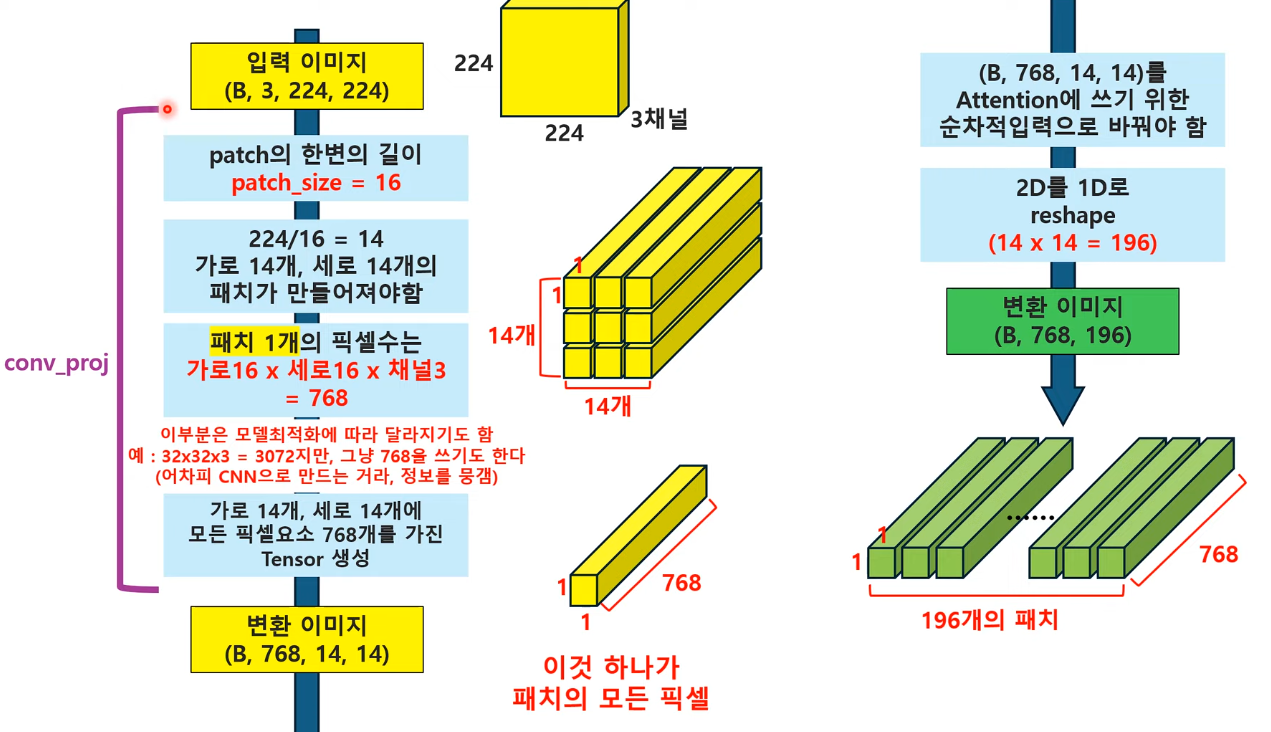 입력 이미지
(B, 3, 224, 224)
224
224
3채널
conv_proj
patch의 한변의 길이
patch_size = 16
224/16 = 14
가로 14개, 세로 14개의
패치가 만들어져야함
패치 1개의 픽셀수는
가로16 x 세로16 x 채널3
= 768
이부분은 모델최적화에 따라 달라지기도 함
예 : 32x32x3 = 3072지만, 그냥 768을 쓰기도 한다
(어차피 CNN으로 만드는 거라, 정보를 뭉갬)
가로 14개, 세로 14개에
모든 픽셀요소 768개를 가진
Tensor 생성
변환 이미지
(B, 768, 14, 14)
1
1
14개
14개
1
1
768
이것 하나가
패치의 모든 픽셀
(B, 768, 14, 14)를
Attention에 쓰기 위한
순차적입력으로 바꿔야 함
2D를 1D로
reshape
(14 x 14 = 196)
변환 이미지
(B, 768, 196)
1
1
......
768
196개의 패치